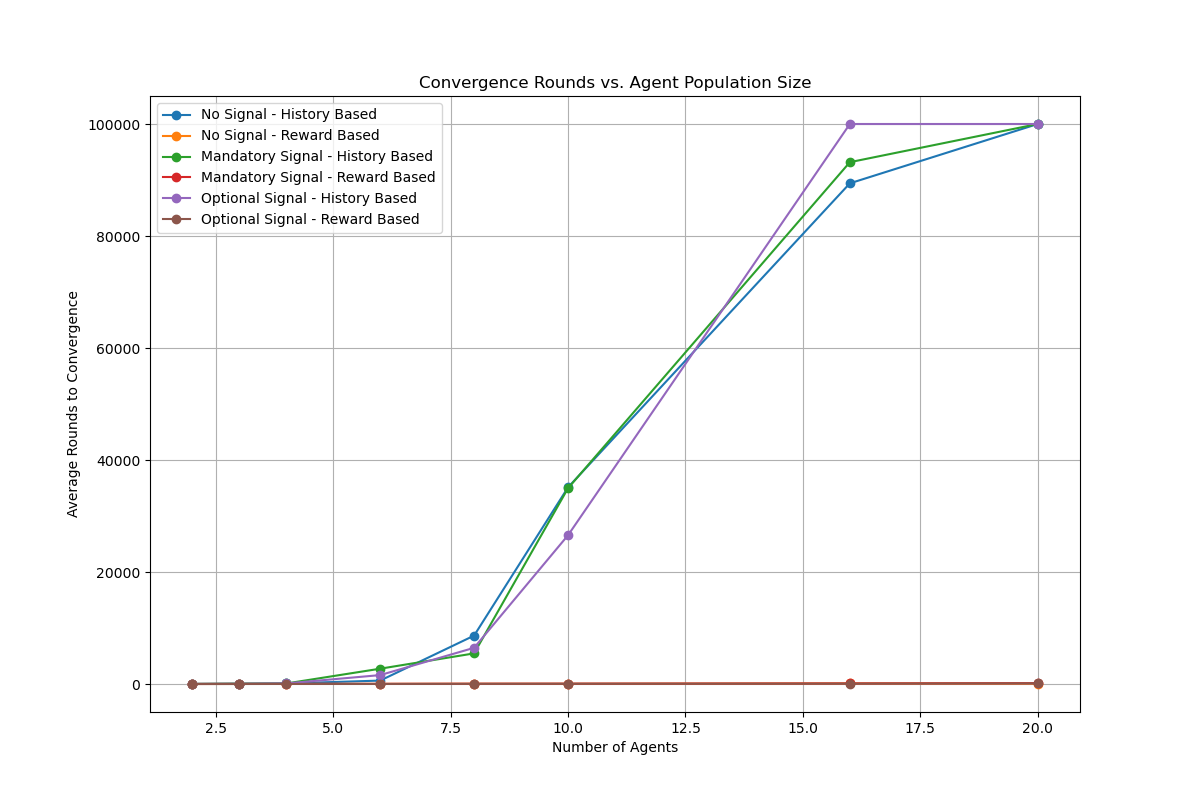 Convergence Rounds vs. Agent Population Size
No Signal - History Based
No Signal - Reward Based
Mandatory Signal - History Based
Mandatory Signal - Reward Based
Optional Signal - History Based
Optional Signal - Reward Based
Average Rounds to Convergence
100000
80000
60000
40000
20000
0
2.5 5.0 7.5 10.0 12.5 15.0 17.5 20.0
Number of Agents